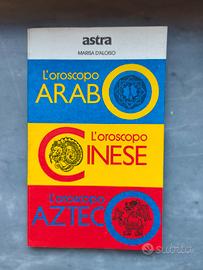 astra
MARISA D'ALOISIO
L'oroscopo
ARABO
L'oroscopo
CINESE
L'oroscopo
AZTECO
subito